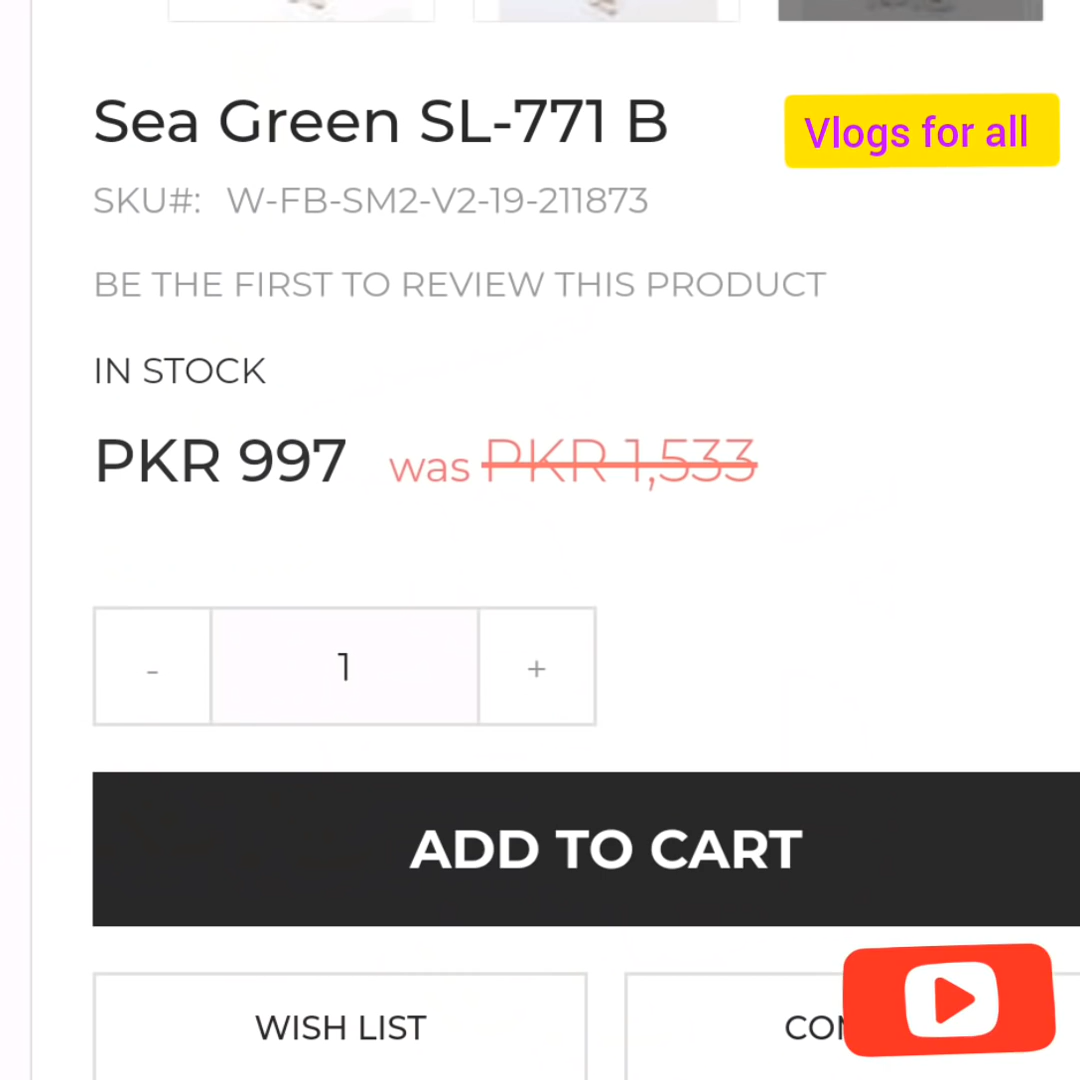 Sea Green SL-771 B
Vlogs for all
SKU#: W-FB-SM2-V2-19-211873
BE THE FIRST TO REVIEW THIS PRODUCT
IN STOCK
PKR 997 was PKR 1,533
- 1 +
ADD TO CART
WISH LIST